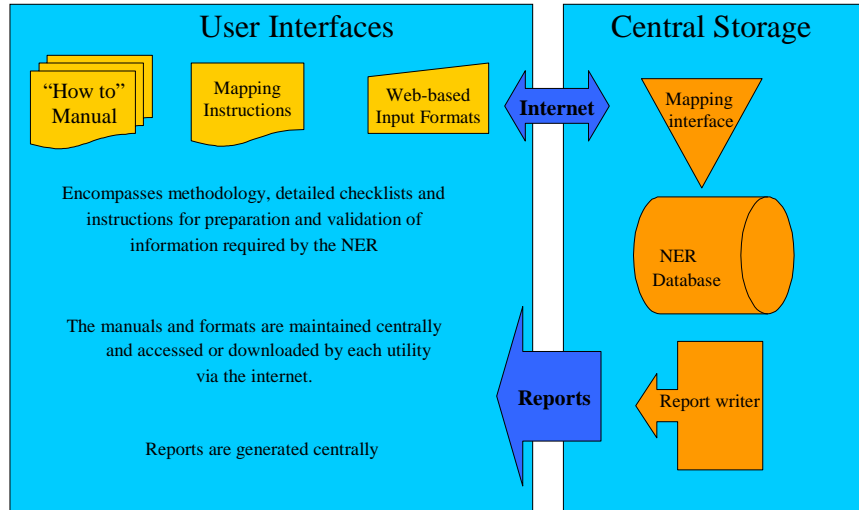 User Interfaces
Central Storage
“How to”
Manual
Mapping
Instructions
Web-based
Input Formats
Internet
Mapping
interface
Encompasses methodology, detailed checklists and
instructions for preparation and validation of
information required by the NER
NER
Database
The manuals and formats are maintained centrally
and accessed or downloaded by each utility
via the internet.
Reports
Report writer
Reports are generated centrally